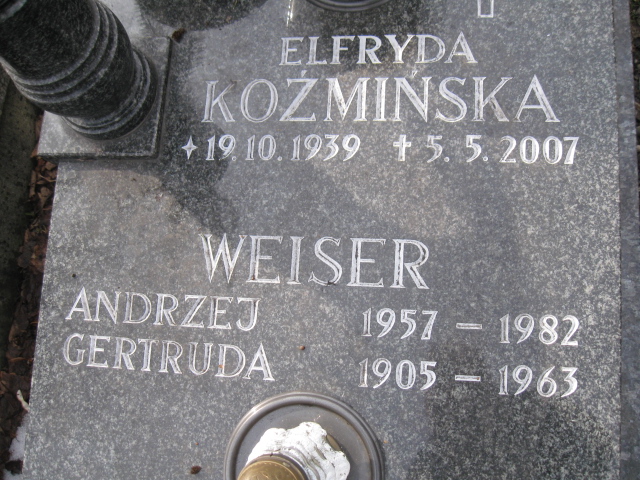 ELFRYDA
KOŹMIŃSKA
19.10.1939 † 5.5.2007
WEISER
ANDRZEJ 1957 – 1982
GERTRUDA 1905 – 1963